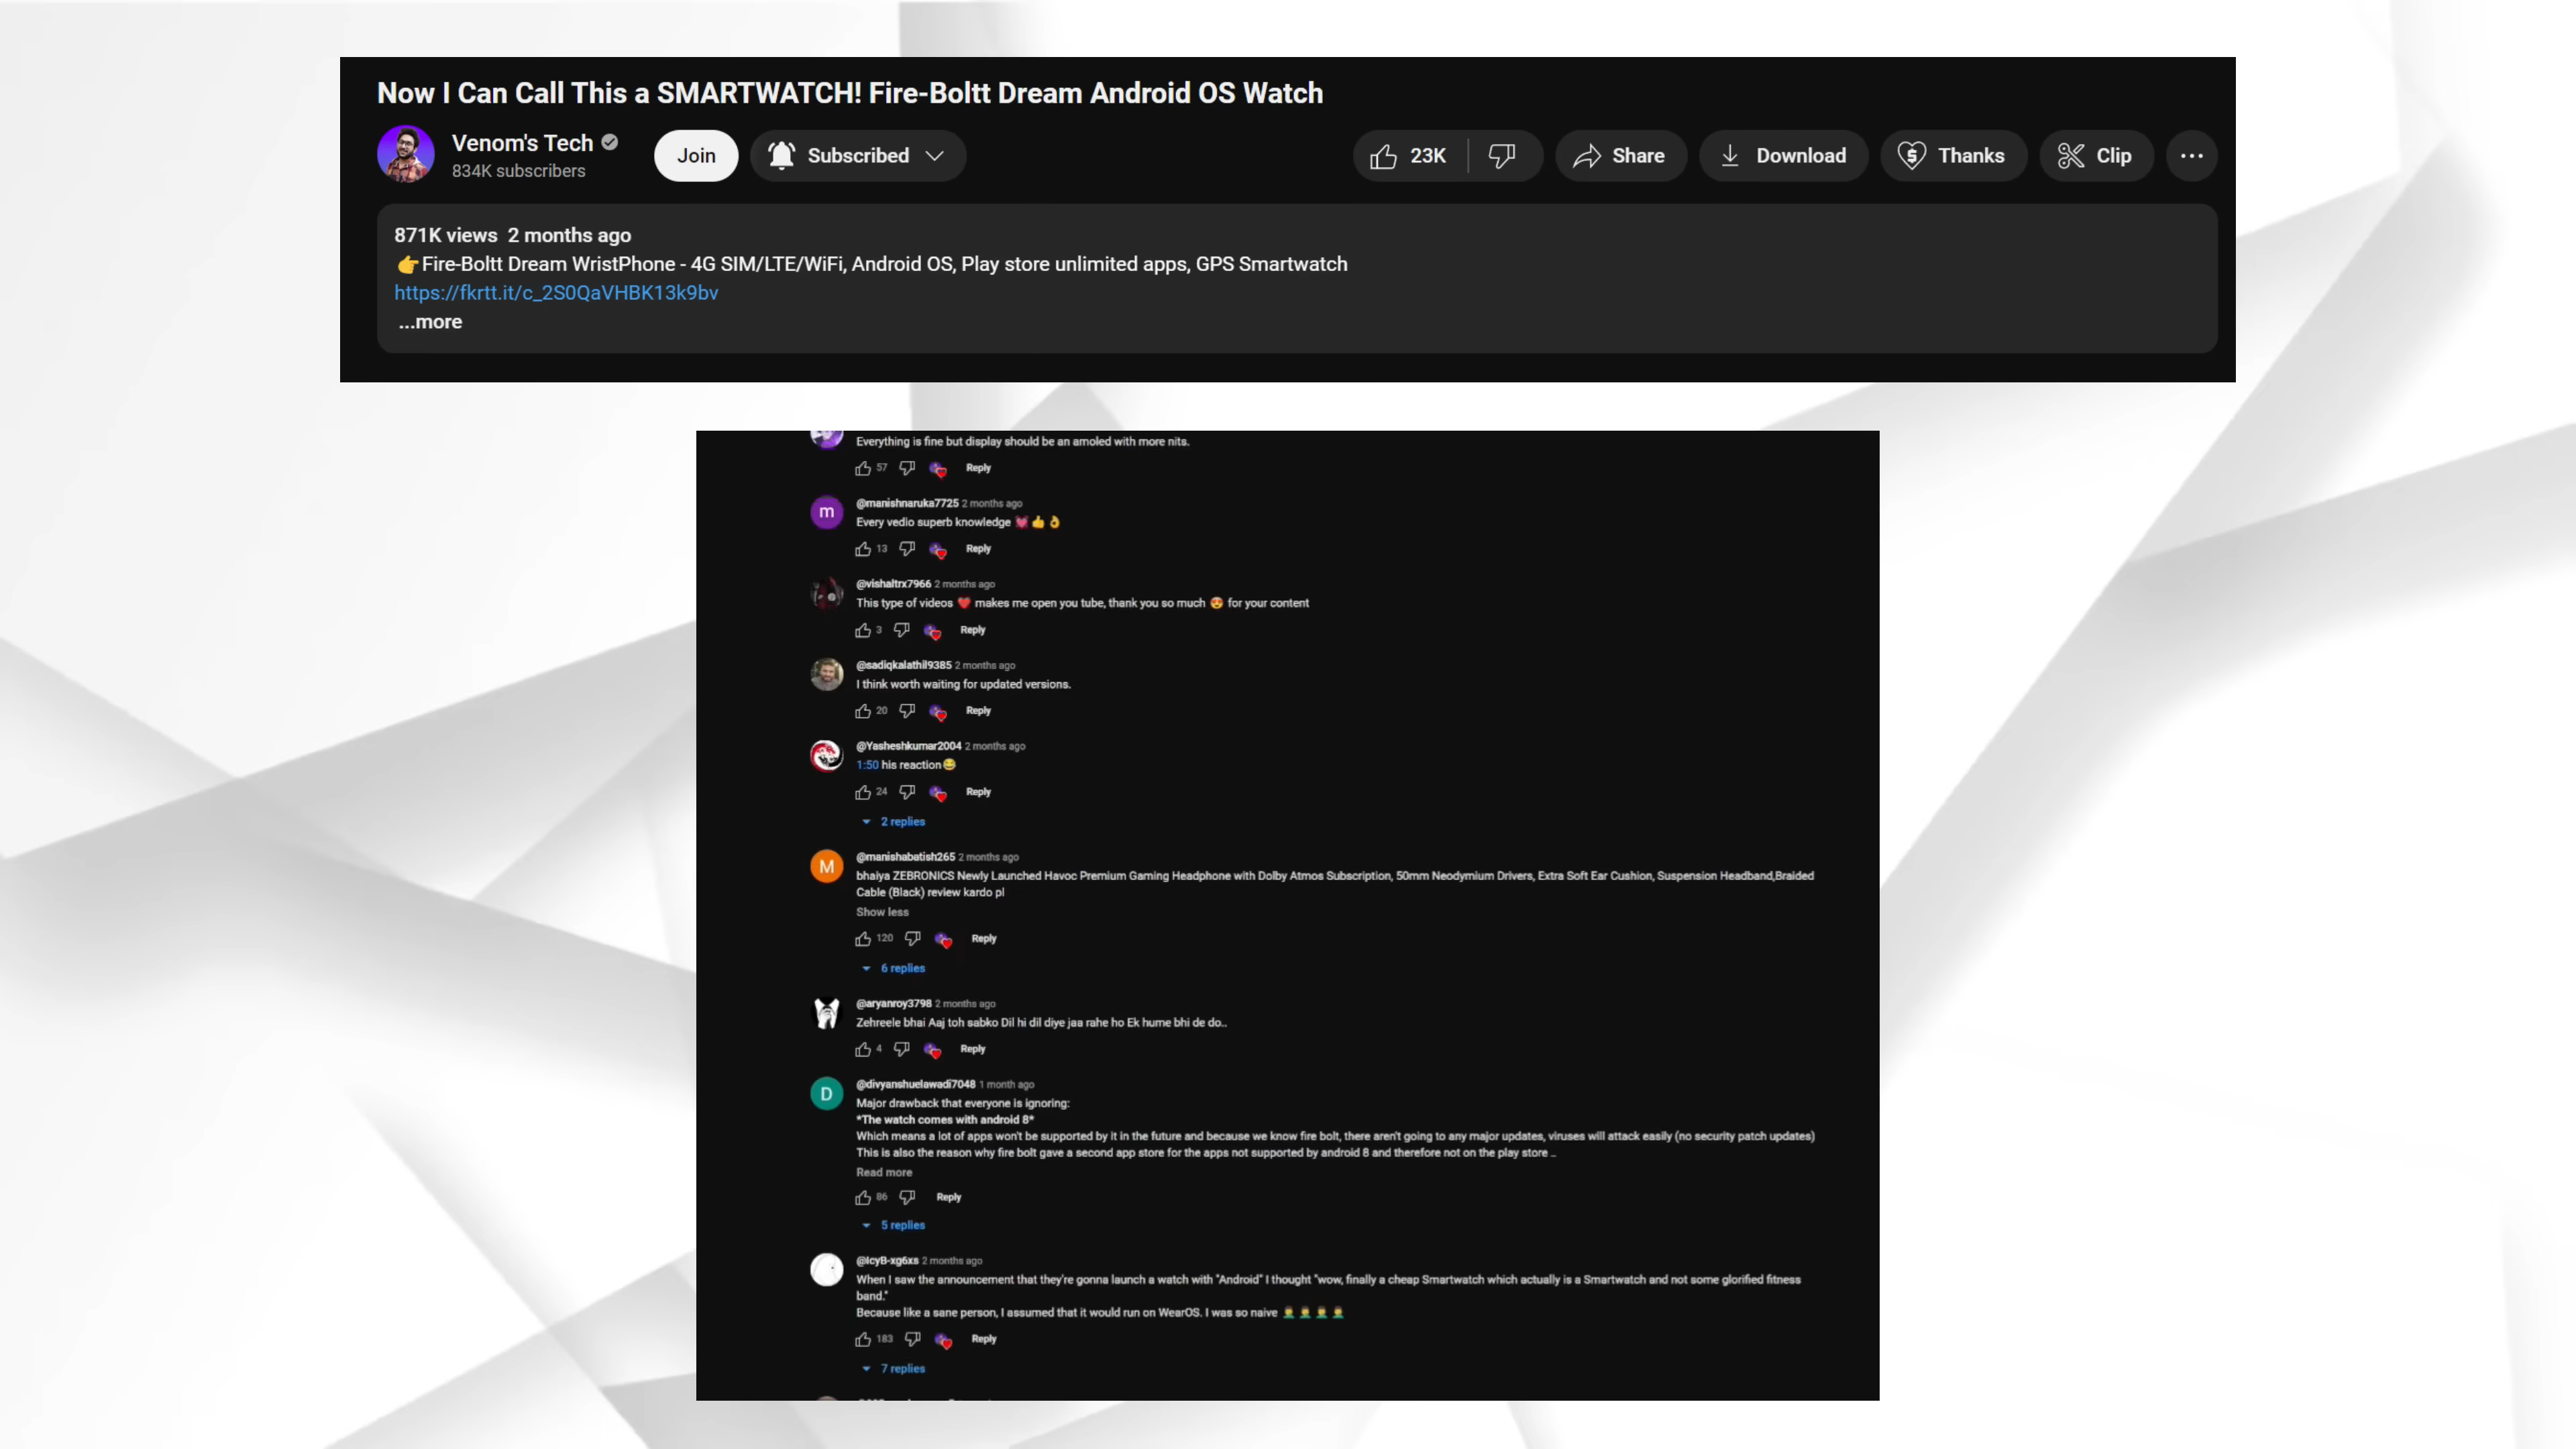 Now I Can Call This a SMARTWATCH! Fire-Boltt Dream Android OS Watch
Venom's Tech
834K subscribers
Join
Subscribed
23K
Share
Download
Thanks
Clip
871K views 2 months ago
👉Fire-Boltt Dream WristPhone - 4G SIM/LTE/WiFi, Android OS, Play store unlimited apps, GPS Smartwatch
https://fkrtt.it/c_2S0QaVHBK13k9bv
...more
Everything is fine but display should be an amoled with more nits.
57 Reply
m
@manishnaruka7725 2 months ago
Every vedio superb knowledge 💓👍👌
13 Reply
@vishaltrx7966 2 months ago
This type of videos ❤️ makes me open you tube, thank you so much 😍 for your content
3 Reply
@sadiqkalathil9385 2 months ago
I think worth waiting for updated versions.
20 Reply
@Yasheshkumar2004 2 months ago
1:50 his reaction😂
24 Reply
2 replies
M
@manishabatish265 2 months ago
bhaiya ZEBRONICS Newly Launched Havoc Premium Gaming Headphone with Dolby Atmos Subscription, 50mm Neodymium Drivers, Extra Soft Ear Cushion, Suspension Headband,Braided
Cable (Black) review kardo pl
Show less
120 Reply
6 replies
@aryanroy3798 2 months ago
Zehreele bhai Aaj toh sabko Dil hi dil diye jaa rahe ho Ek hume bhi de do..
4 Reply
D
@divyanshuelawadi7048 1 month ago
Major drawback that everyone is ignoring:
*The watch comes with android 8*
Which means a lot of apps won't be supported by it in the future and because we know fire bolt, there aren't going to any major updates, viruses will attack easily (no security patch updates)
This is also the reason why fire bolt gave a second app store for the apps not supported by android 8 and therefore not on the play store ..
Read more
86 Reply
5 replies
@IcyB-xg6xs 2 months ago
When I saw the announcement that they're gonna launch a watch with "Android" I thought "wow, finally a cheap Smartwatch which actually is a Smartwatch and not some glorified fitness
band."
Because like a sane person, I assumed that it would run on WearOS. I was so naive
183 Reply
7 replies